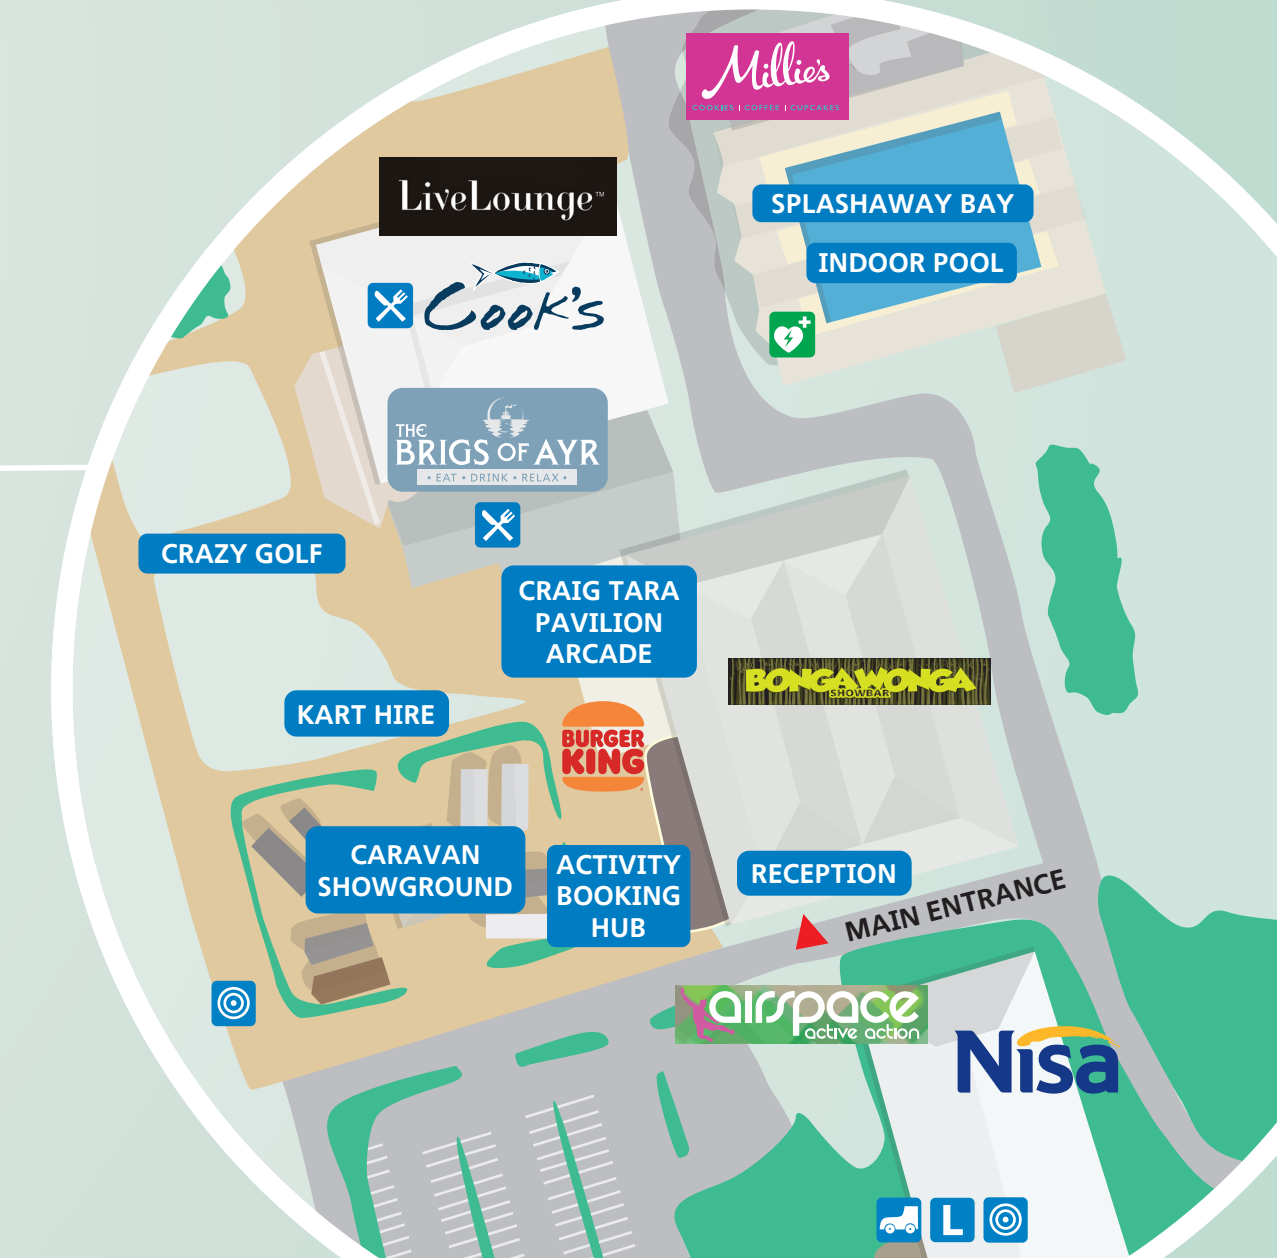 Millie's
COOKIES | COFFEE | CUPCAKES
LiveLounge™
SPLASHAWAY BAY
INDOOR POOL
Cook's
THE
BRIGS OF AYR
• EAT • DRINK • RELAX •
CRAZY GOLF
CRAIG TARA
PAVILION
ARCADE
BONGAWONGA
SHOWBAR
KART HIRE
BURGER
KING
CARAVAN
SHOWGROUND
ACTIVITY
BOOKING
HUB
RECEPTION
MAIN ENTRANCE
airspace
active action
Nisa
L